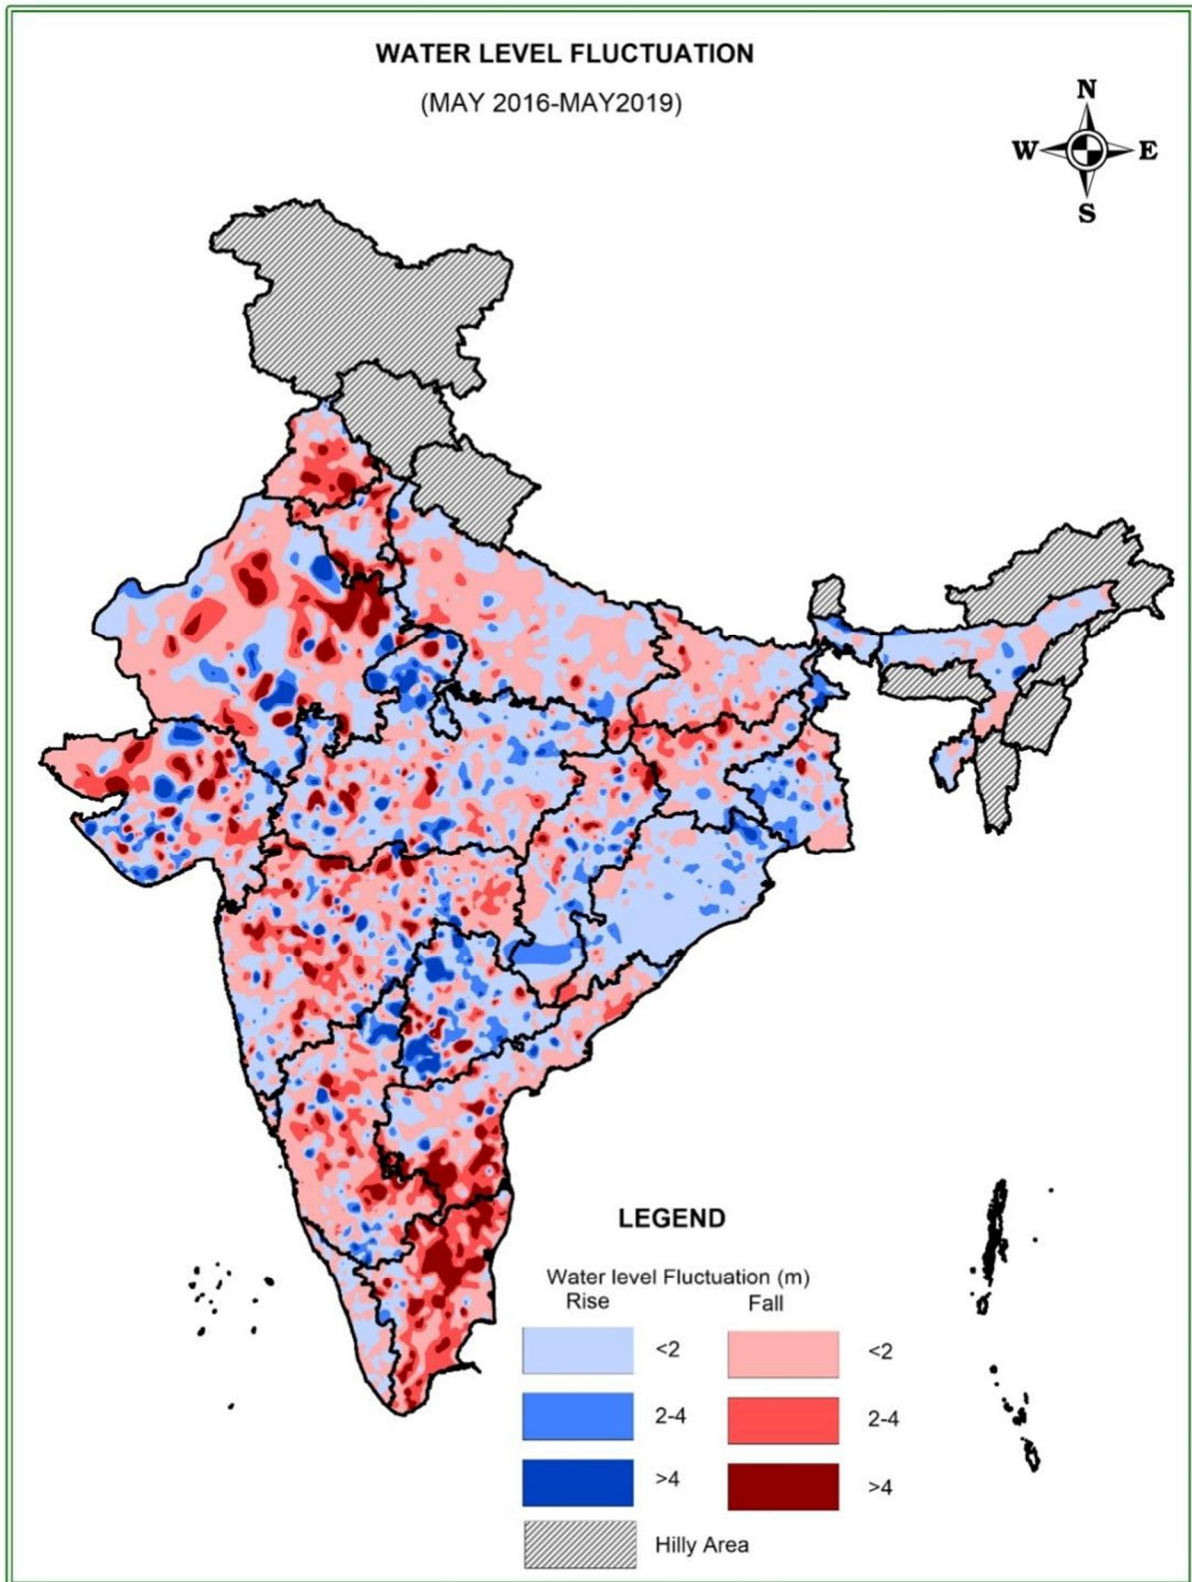 WATER LEVEL FLUCTUATION
(MAY 2016-MAY2019)
N
W E
S
LEGEND
Water level Fluctuation (m)
Rise Fall
<2 <2
2-4 2-4
>4 >4
Hilly Area